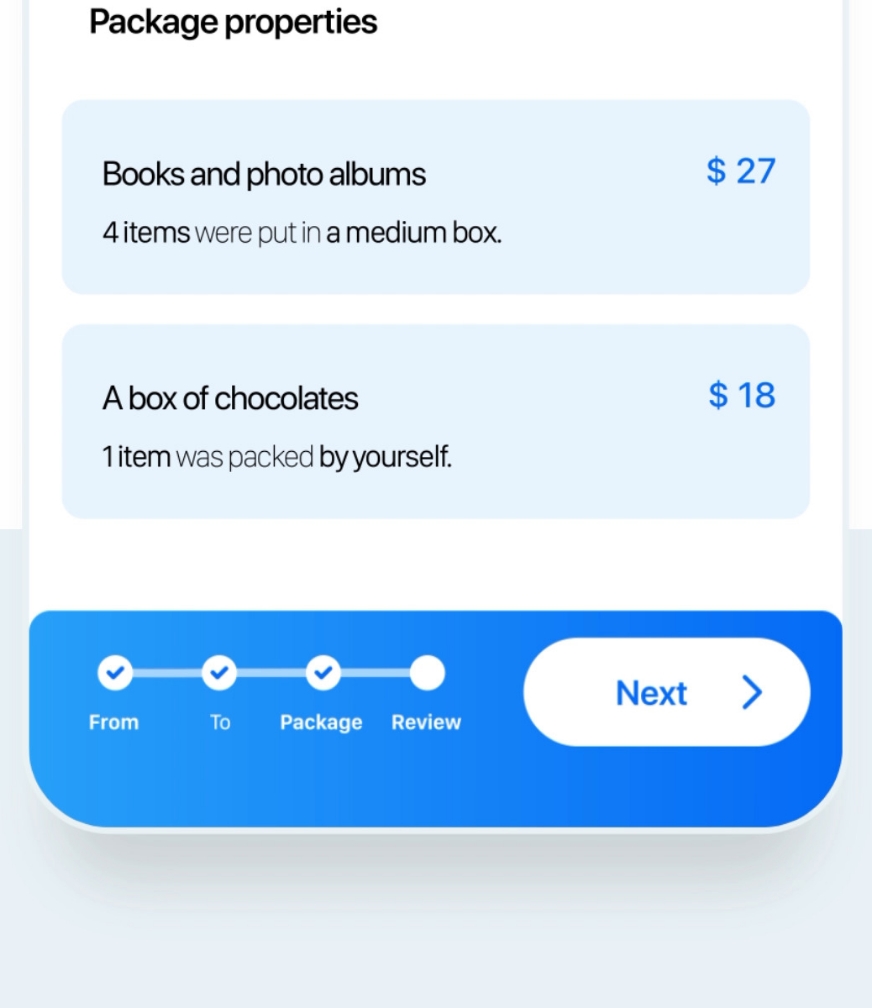 Package properties
Books and photo albums
$ 27
4 items were put in a medium box.
A box of chocolates
$ 18
1 item was packed by yourself.
From
To
Package
Review
Next